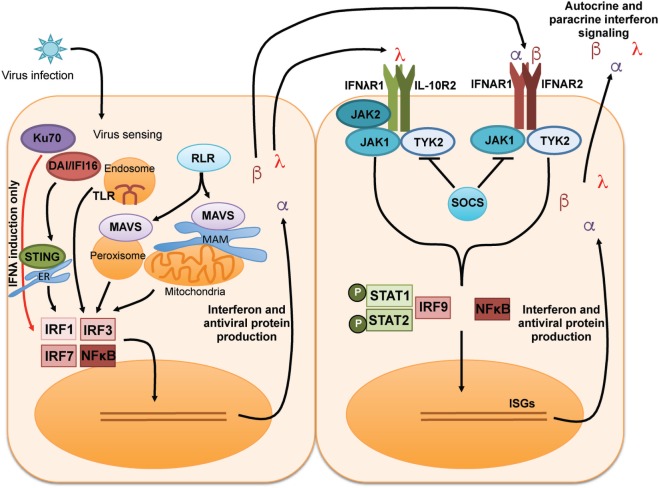 Autocrine and
paracrine interferon
signaling
β
λ
α
Virus infection
λ
α
β
IFNλR1
IL-10R2
IFNAR1
IFNAR2
Ku70
Virus sensing
DAI/IFI16
Endosome
TLR
RLR
β
λ
α
JAK2
JAK1
TYK2
JAK1
TYK2
SOCS
β
λ
α
IFNλ induction only
MAVS
MAVS
MAM
STING
ER
Peroxisome
Mitochondria
IRF1
IRF3
IRF7
NFκB
Interferon and
antiviral protein
production
P
STAT1
P
STAT2
IRF9
NFκB
Interferon and
antiviral protein
production
ISGs